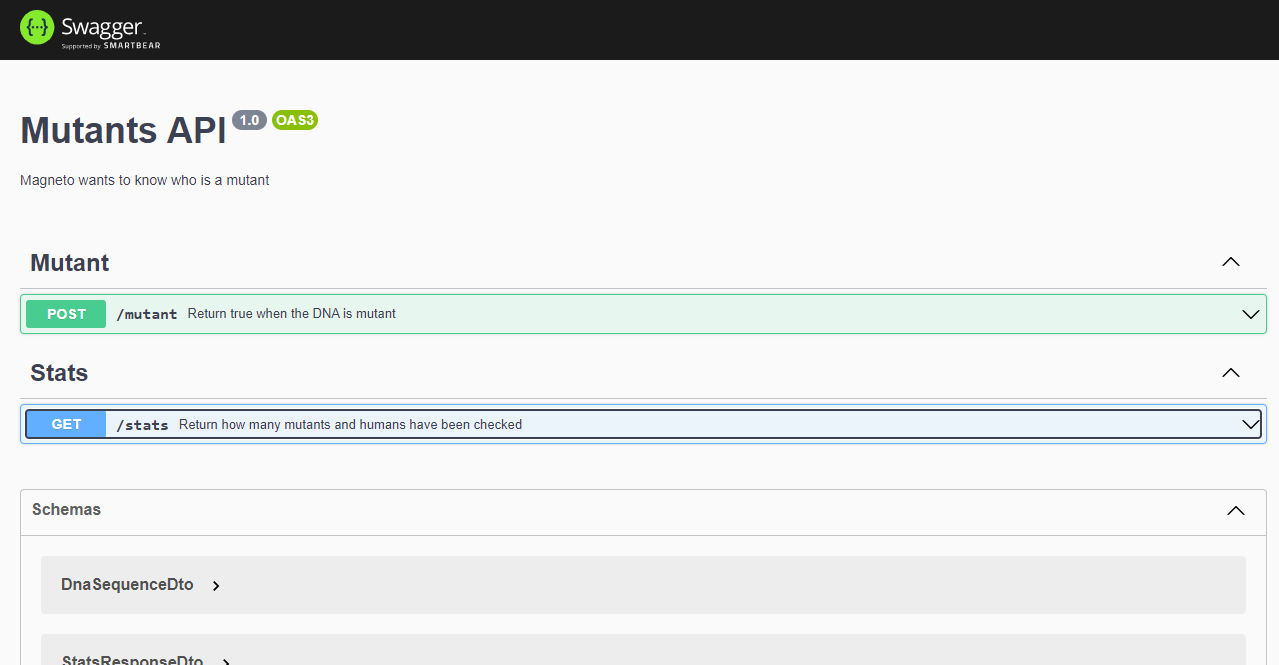 Swagger
Supported by SMARTBEAR
Mutants API 1.0 OAS3
Magneto wants to know who is a mutant
Mutant
POST /mutant Return true when the DNA is mutant
Stats
GET /stats Return how many mutants and humans have been checked
Schemas
DnaSequenceDto
StatsResponseDto